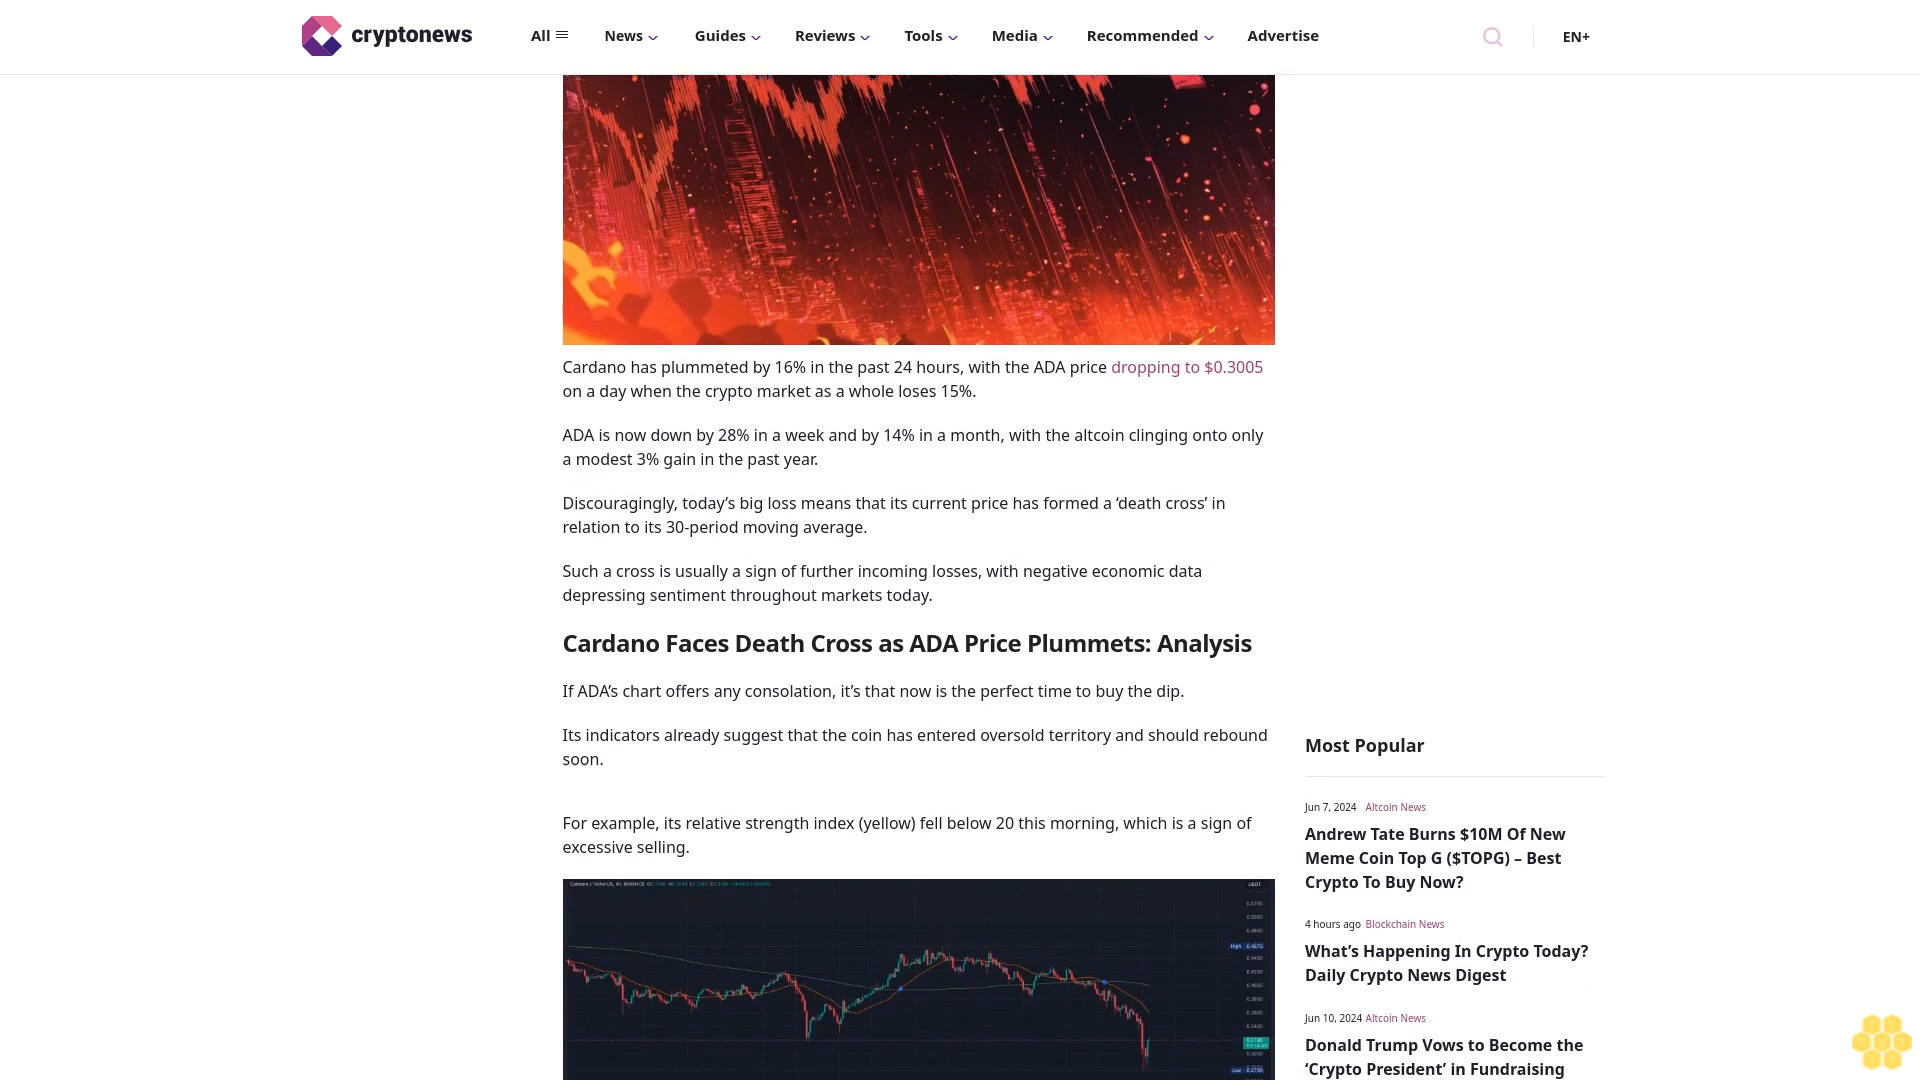 cryptonews
All
News
Guides
Reviews
Tools
Media
Recommended
Advertise
EN+
Cardano has plummeted by 16% in the past 24 hours, with the ADA price dropping to $0.3005
on a day when the crypto market as a whole loses 15%.
ADA is now down by 28% in a week and by 14% in a month, with the altcoin clinging onto only
a modest 3% gain in the past year.
Discouragingly, today’s big loss means that its current price has formed a ‘death cross’ in
relation to its 30-period moving average.
Such a cross is usually a sign of further incoming losses, with negative economic data
depressing sentiment throughout markets today.
Cardano Faces Death Cross as ADA Price Plummets: Analysis
If ADA’s chart offers any consolation, it’s that now is the perfect time to buy the dip.
Its indicators already suggest that the coin has entered oversold territory and should rebound
soon.
For example, its relative strength index (yellow) fell below 20 this morning, which is a sign of
excessive selling.
USDT
High
Low
Most Popular
Jun 7, 2024 Altcoin News
Andrew Tate Burns $10M Of New
Meme Coin Top G ($TOPG) – Best
Crypto To Buy Now?
4 hours ago Blockchain News
What’s Happening In Crypto Today?
Daily Crypto News Digest
Jun 10, 2024 Altcoin News
Donald Trump Vows to Become the
‘Crypto President’ in Fundraising